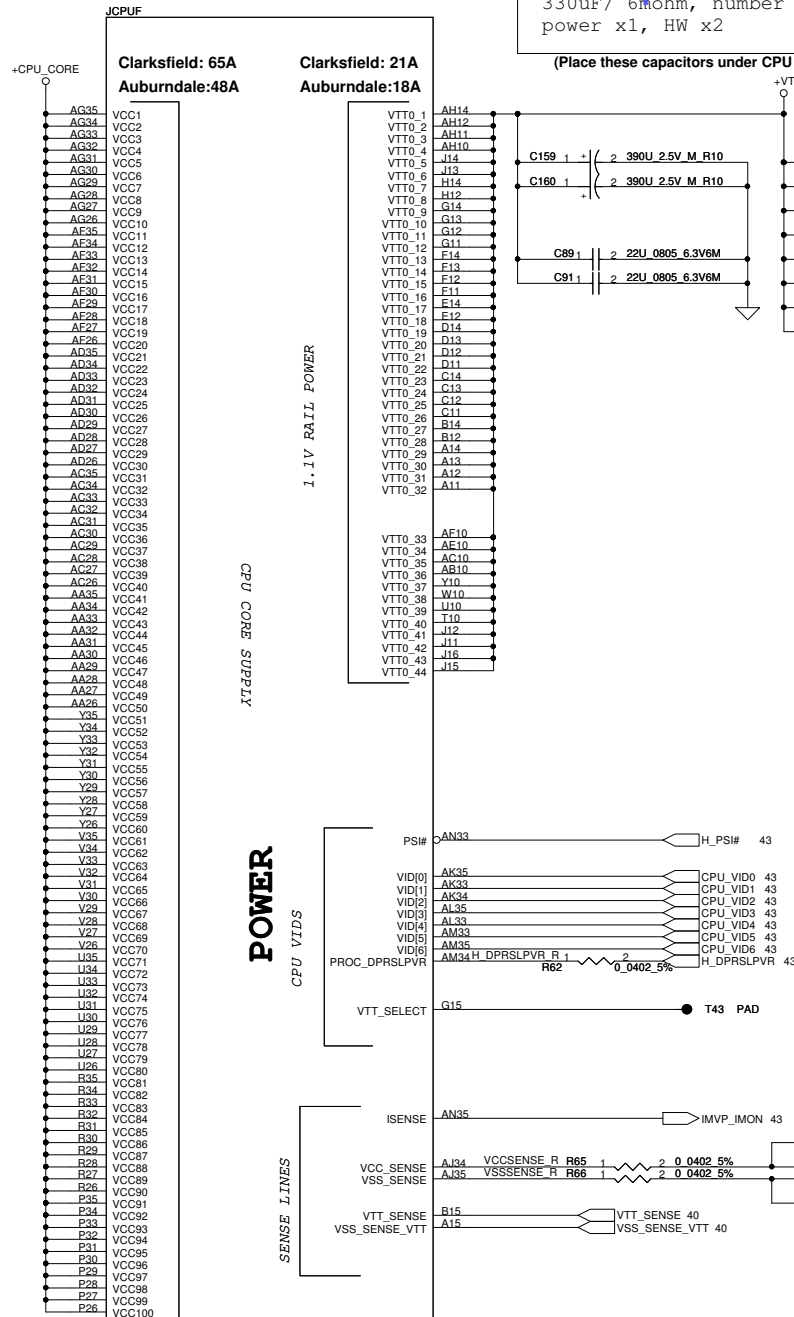 330uF/ 6mohm, number
power x1, HW x2
(Place these capacitors under CPU
JCPUF
+CPU_CORE
Clarksfield: 65A
Auburndale:48A
Clarksfield: 21A
Auburndale:18A
AG35 VCC1
AG34 VCC2
AG33 VCC3
AG32 VCC4
AG31 VCC5
AG30 VCC6
AG29 VCC7
AG28 VCC8
AG27 VCC9
AG26 VCC10
AF35 VCC11
AF34 VCC12
AF33 VCC13
AF32 VCC14
AF31 VCC15
AF30 VCC16
AF29 VCC17
AF28 VCC18
AF27 VCC19
AF26 VCC20
AD35 VCC21
AD34 VCC22
AD33 VCC23
AD32 VCC24
AD31 VCC25
AD30 VCC26
AD29 VCC27
AD28 VCC28
AD27 VCC29
AD26 VCC30
AC35 VCC31
AC34 VCC32
AC33 VCC33
AC32 VCC34
AC31 VCC35
AC30 VCC36
AC29 VCC37
AC28 VCC38
AC27 VCC39
AC26 VCC40
AA35 VCC41
AA34 VCC42
AA33 VCC43
AA32 VCC44
AA31 VCC45
AA30 VCC46
AA29 VCC47
AA28 VCC48
AA27 VCC49
AA26 VCC50
Y35 VCC51
Y34 VCC52
Y33 VCC53
Y32 VCC54
Y31 VCC55
Y30 VCC56
Y29 VCC57
Y28 VCC58
Y27 VCC59
Y26 VCC60
V35 VCC61
V34 VCC62
V33 VCC63
V32 VCC64
V31 VCC65
V30 VCC66
V29 VCC67
V28 VCC68
V27 VCC69
V26 VCC70
U35 VCC71
U34 VCC72
U33 VCC73
U32 VCC74
U31 VCC75
U30 VCC76
U29 VCC77
U28 VCC78
U27 VCC79
U26 VCC80
R35 VCC81
R34 VCC82
R33 VCC83
R32 VCC84
R31 VCC85
R30 VCC86
R29 VCC87
R28 VCC88
R27 VCC89
R26 VCC90
P35 VCC91
P34 VCC92
P33 VCC93
P32 VCC94
P31 VCC95
P30 VCC96
P29 VCC97
P28 VCC98
P27 VCC99
P26 VCC100
CPU CORE SUPPLY
POWER
1.1V RAIL POWER
VTT0_1 AH14
VTT0_2 AH12
VTT0_3 AH11
VTT0_4 AH10
VTT0_5 J14
VTT0_6 J13
VTT0_7 H14
VTT0_8 H12
VTT0_9 G14
VTT0_10 G13
VTT0_11 G12
VTT0_12 G11
VTT0_13 F14
VTT0_14 F13
VTT0_15 F12
VTT0_16 F11
VTT0_17 E14
VTT0_18 E12
VTT0_19 D14
VTT0_20 D13
VTT0_21 D12
VTT0_22 D11
VTT0_23 C14
VTT0_24 C13
VTT0_25 C12
VTT0_26 C11
VTT0_27 B14
VTT0_28 B12
VTT0_29 A14
VTT0_30 A13
VTT0_31 A12
VTT0_32 A11
VTT0_33 AF10
VTT0_34 AE10
VTT0_35 AC10
VTT0_36 AB10
VTT0_37 Y10
VTT0_38 W10
VTT0_39 U10
VTT0_40 T10
VTT0_41 J12
VTT0_42 J11
VTT0_43 J16
VTT0_44 J15
+VT
C159 1 + 2 390U_2.5V_M_R10
C160 1 + 2 390U_2.5V_M_R10
C89 1 2 22U_0805_6.3V6M
C91 1 2 22U_0805_6.3V6M
CPU VIDS
PSI# AN33 H_PSI# 43
VID[0] AK35 CPU_VID0 43
VID[1] AK33 CPU_VID1 43
VID[2] AK34 CPU_VID2 43
VID[3] AL35 CPU_VID3 43
VID[4] AL33 CPU_VID4 43
VID[5] AM33 CPU_VID5 43
VID[6] AM35 CPU_VID6 43
PROC_DPRSLPVR AM34 H_DPRSLPVR_R 1 2 H_DPRSLPVR 43
R62 0_0402_5%
VTT_SELECT G15 T43 PAD
SENSE LINES
ISENSE AN35 IMVP_IMON 43
VCC_SENSE AJ34 VCCSENSE_R R65 1 2 0_0402_5%
VSS_SENSE AJ35 VSSSENSE_R R66 1 2 0_0402_5%
VTT_SENSE B15 VTT_SENSE 40
VSS_SENSE_VTT A15 VSS_SENSE_VTT 40